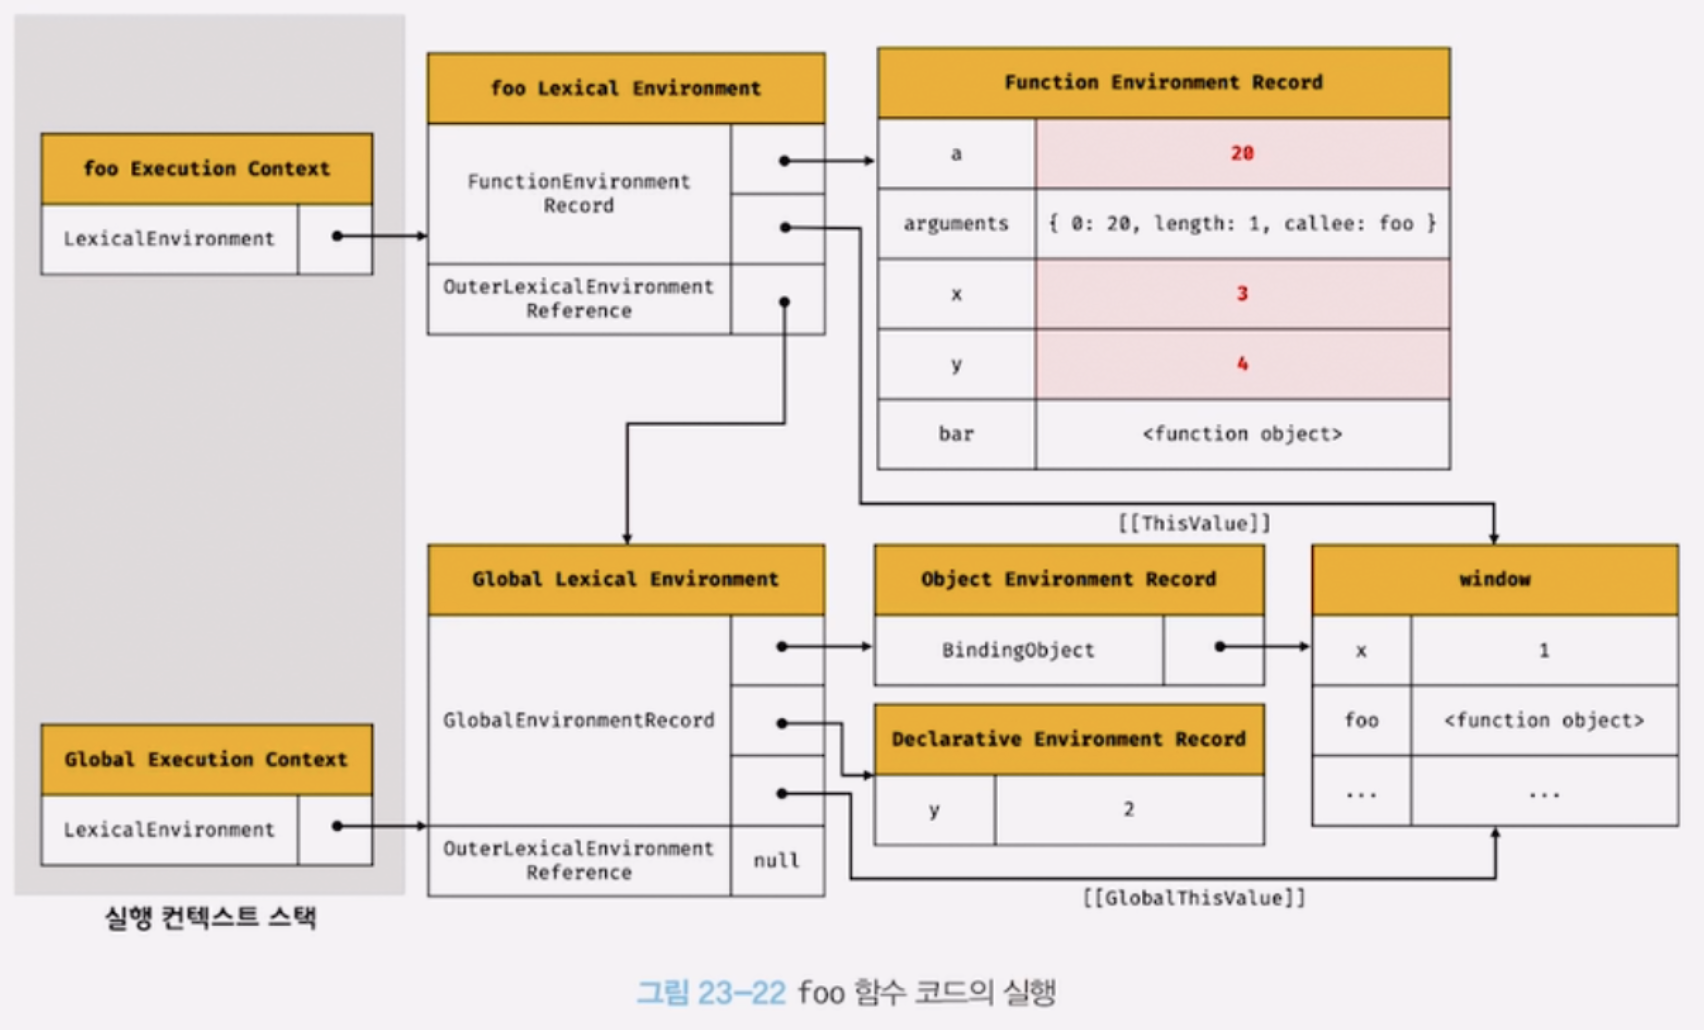 foo Execution Context
LexicalEnvironment
foo Lexical Environment
FunctionEnvironment
Record
OuterLexicalEnvironment
Reference
Function Environment Record
a 20
arguments { 0: 20, length: 1, callee: foo }
x 3
y 4
bar <function object>
[[ThisValue]]
Global Execution Context
LexicalEnvironment
Global Lexical Environment
GlobalEnvironmentRecord
OuterLexicalEnvironment
Reference
null
Object Environment Record
BindingObject
Declarative Environment Record
y 2
window
x 1
foo <function object>
... ...
[[GlobalThisValue]]
실행 컨텍스트 스택
그림 23-22 foo 함수 코드의 실행